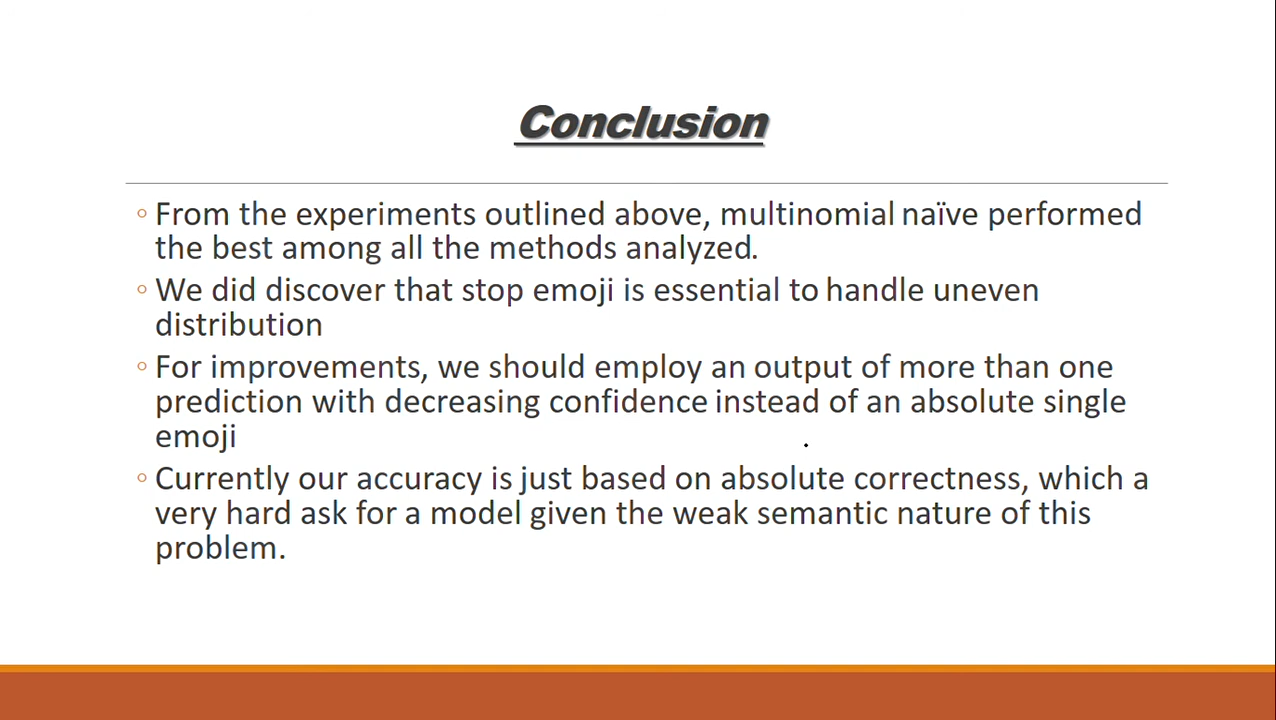 Conclusion
◦ From the experiments outlined above, multinomial naïve performed
the best among all the methods analyzed.
◦ We did discover that stop emoji is essential to handle uneven
distribution
◦ For improvements, we should employ an output of more than one
prediction with decreasing confidence instead of an absolute single
emoji
◦ Currently our accuracy is just based on absolute correctness, which a
very hard ask for a model given the weak semantic nature of this
problem.